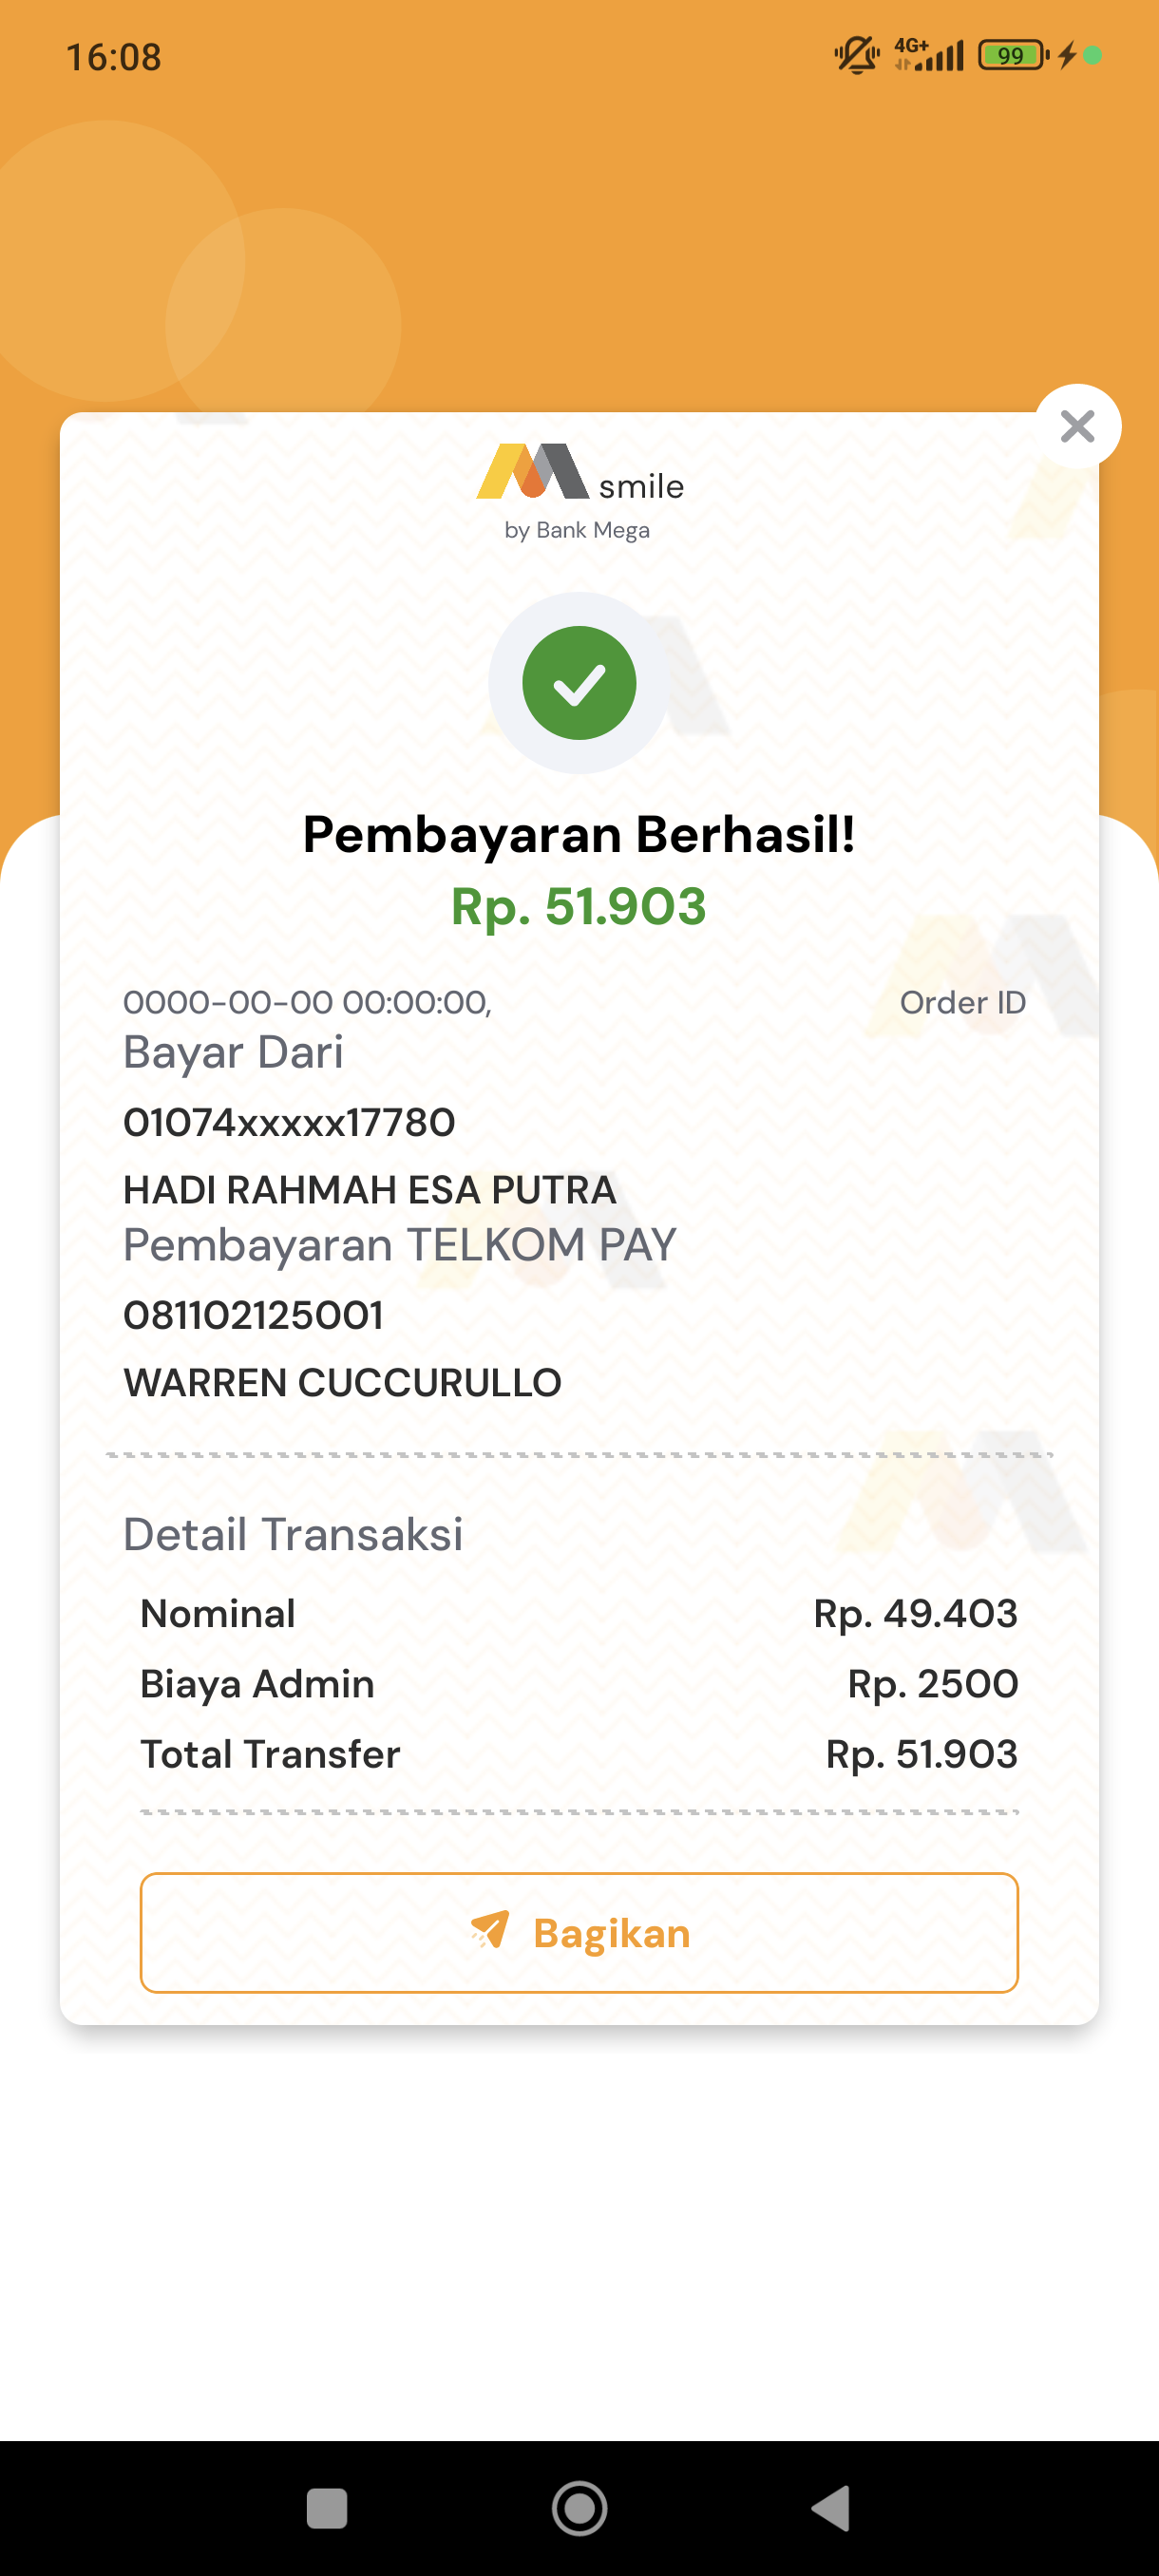 16:08
4G+
99
smile
by Bank Mega
Pembayaran Berhasil!
Rp. 51.903
0000-00-00 00:00:00, Order ID
Bayar Dari
01074xxxxx17780
HADI RAHMAH ESA PUTRA
Pembayaran TELKOM PAY
081102125001
WARREN CUCCURULLO
Detail Transaksi
Nominal Rp. 49.403
Biaya Admin Rp. 2500
Total Transfer Rp. 51.903
Bagikan